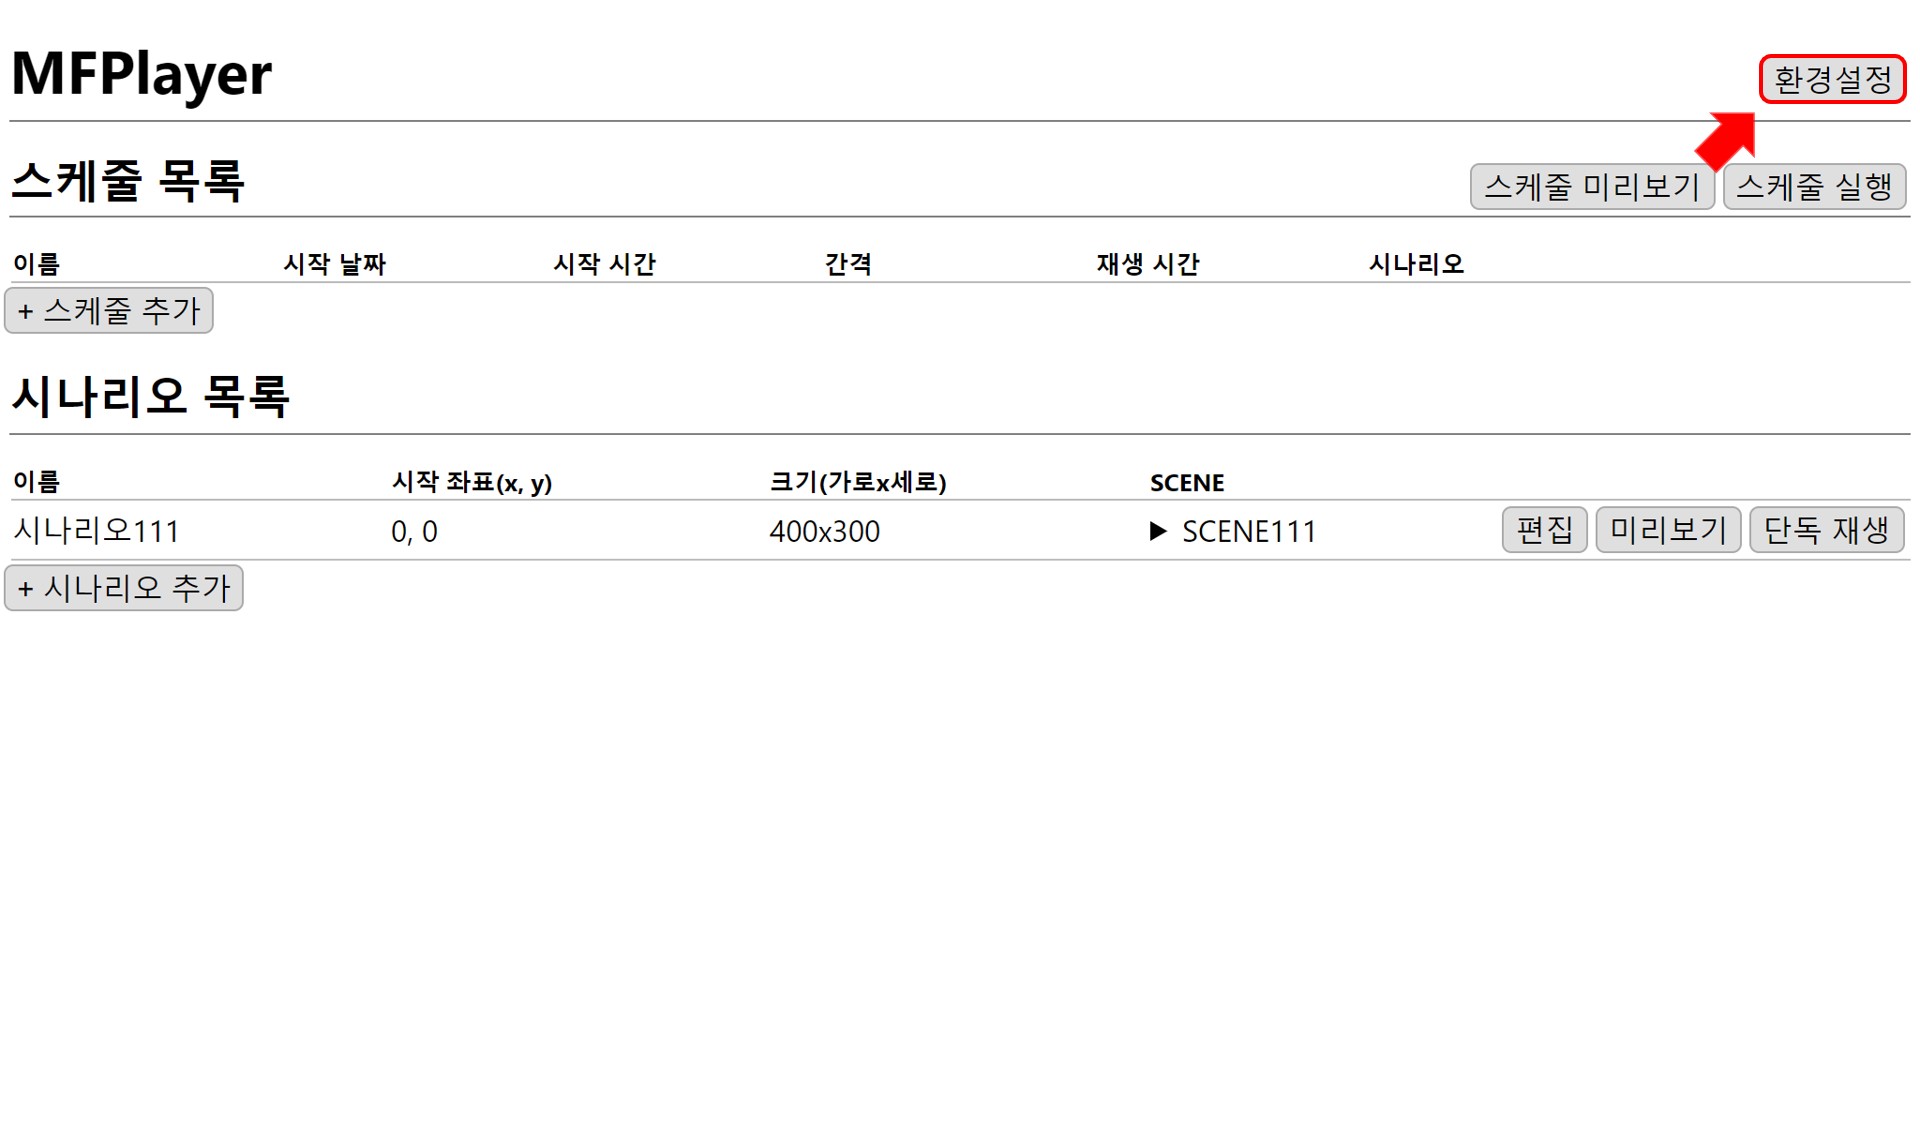 MFPlayer
환경설정
스케줄 목록
스케줄 미리보기 스케줄 실행
이름 시작 날짜 시작 시간 간격 재생 시간 시나리오
+ 스케줄 추가
시나리오 목록
이름 시작 좌표(x, y) 크기(가로x세로) SCENE
시나리오111 0, 0 400x300 ▶ SCENE111 편집 미리보기 단독 재생
+ 시나리오 추가